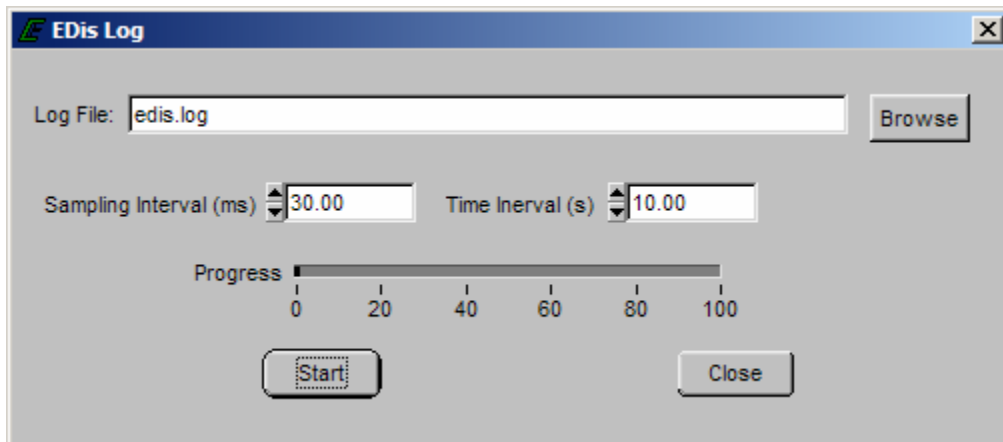 EDis Log
Log File: edis.log Browse
Sampling Interval (ms) 30.00 Time Inerval (s) 10.00
Progress
0 20 40 60 80 100
Start Close